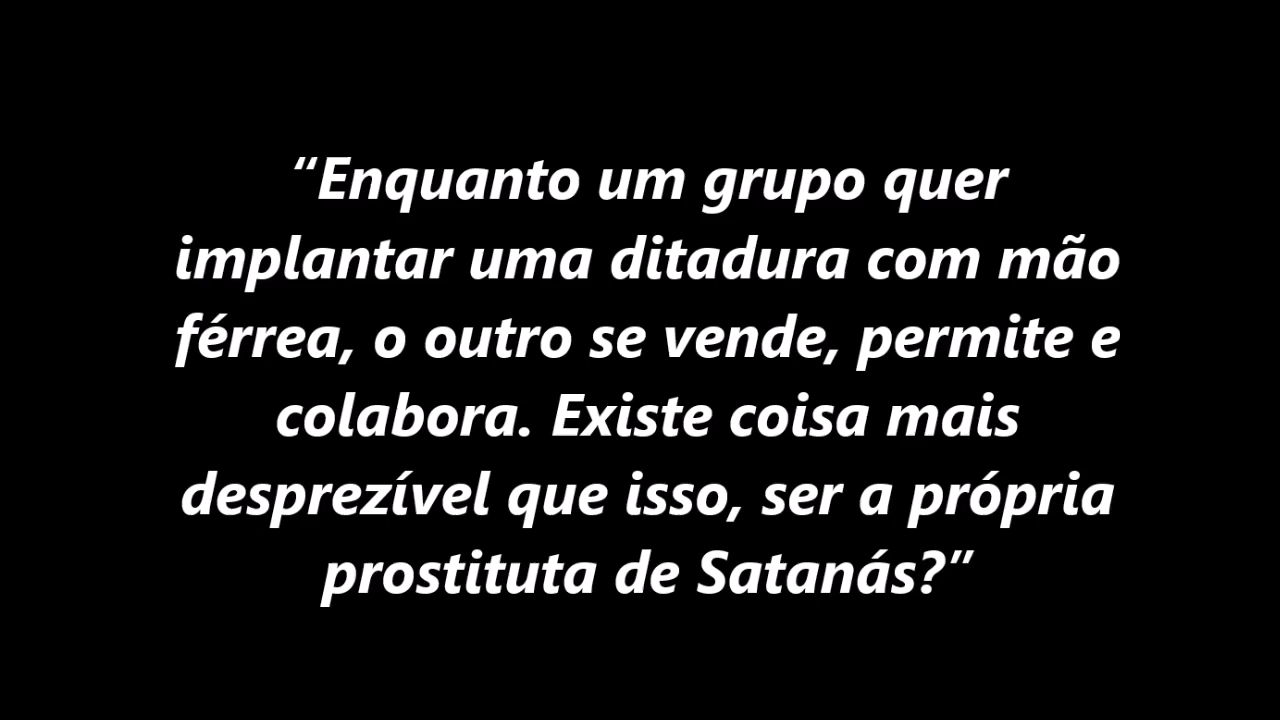 “Enquanto um grupo quer
implantar uma ditadura com mão
férrea, o outro se vende, permite e
colabora. Existe coisa mais
desprezível que isso, ser a própria
prostituta de Satanás?”